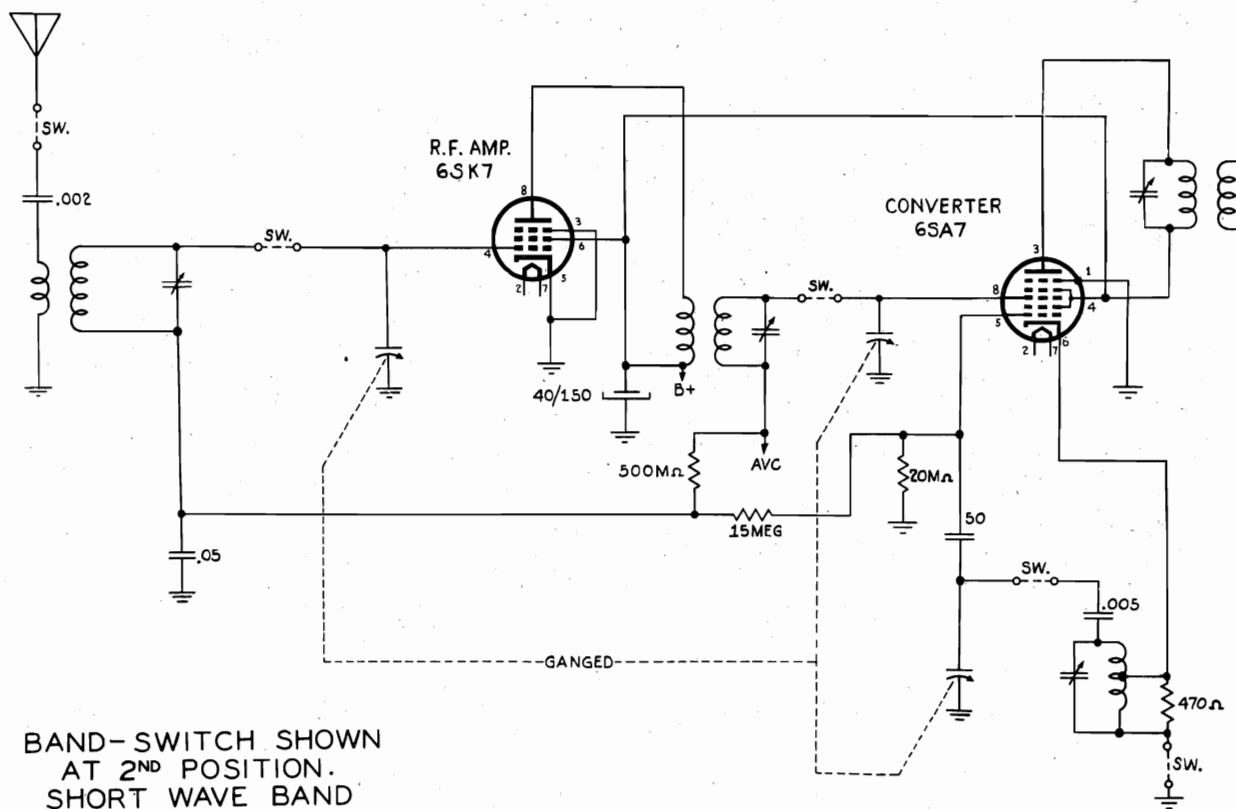 SW.
.002
R.F. AMP.
6SK7
8
3
6
4
5
2
7
SW.
40/150
B+
SW.
AVC
500MΩ
15MEG
20MΩ
.05
CONVERTER
6SA7
3
1
8
4
5
6
2
7
50
SW.
.005
470Ω
SW.
GANGED
BAND-SWITCH SHOWN
AT 2ND POSITION.
SHORT WAVE BAND